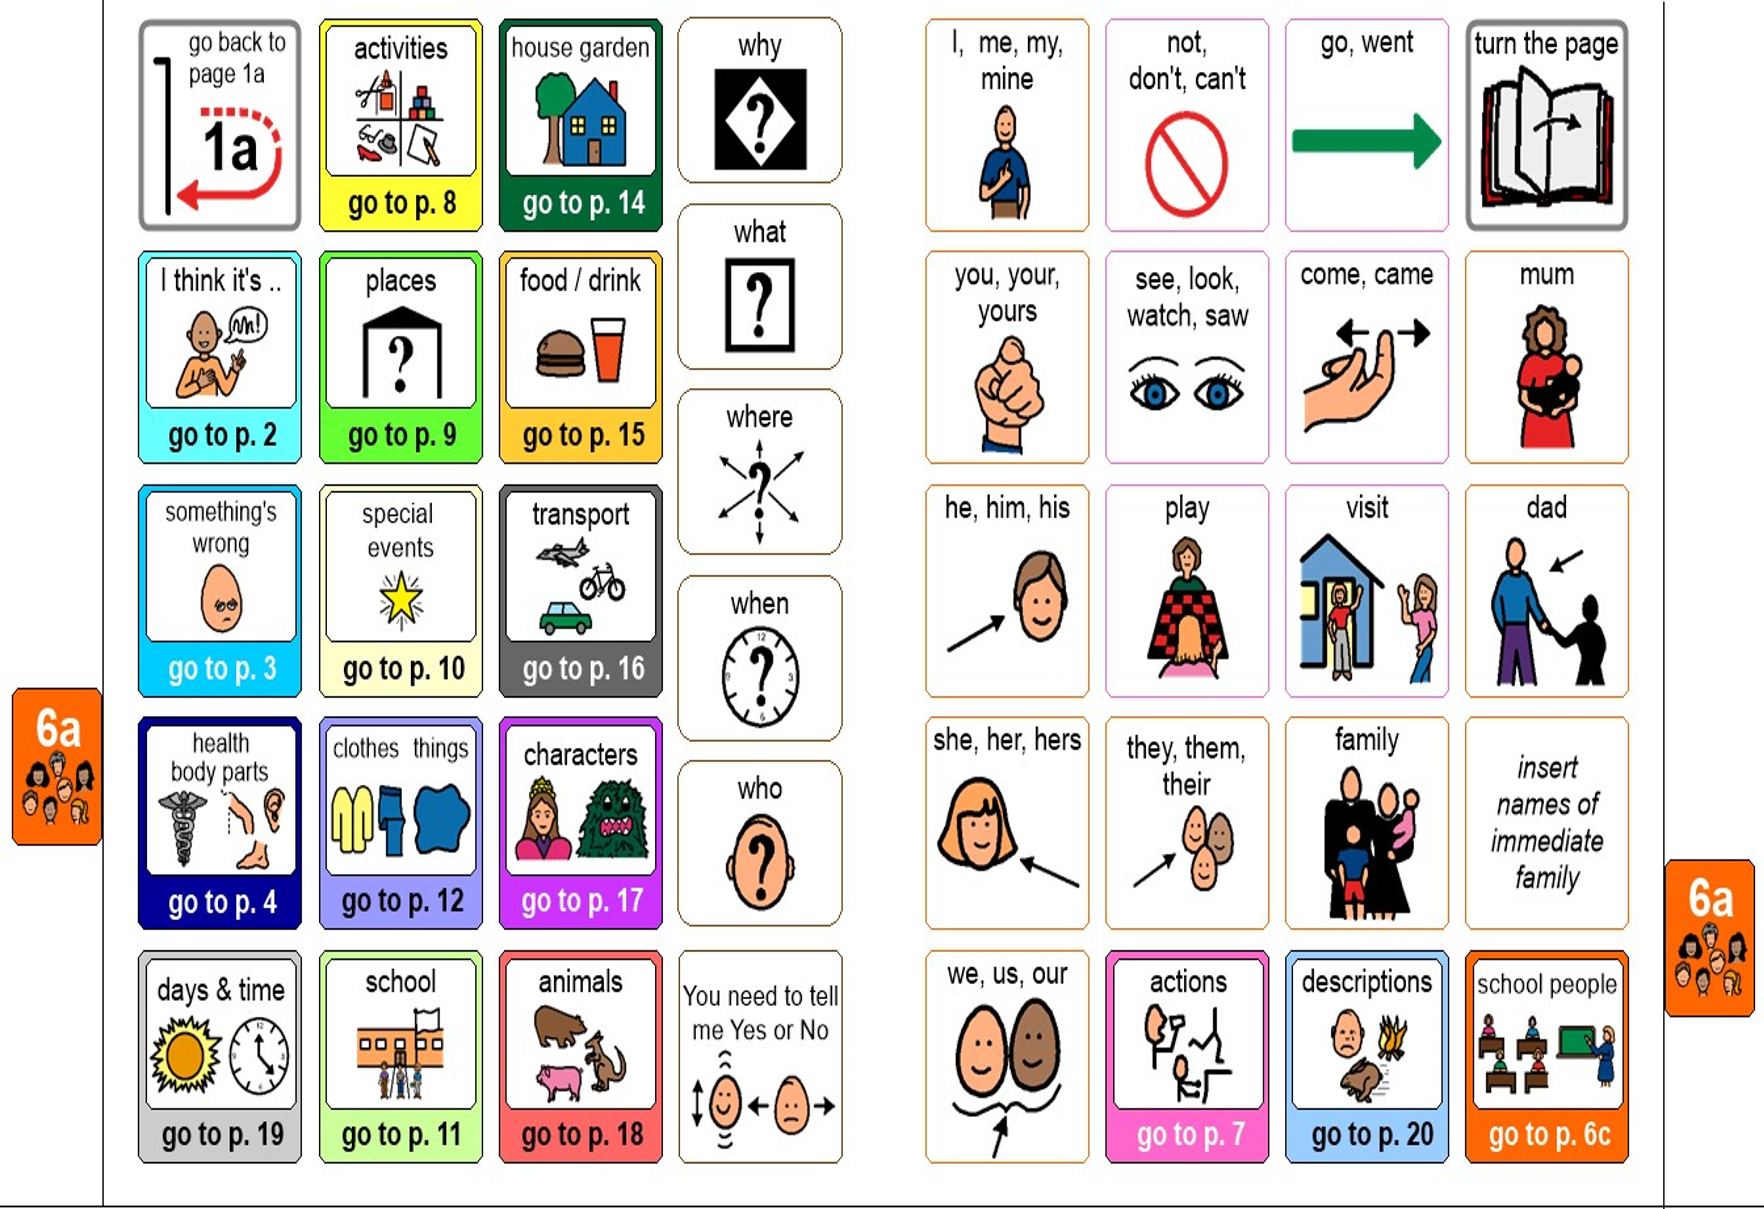 go back to
page 1a
1a
activities
go to p. 8
house garden
go to p. 14
why
I think it's ..
go to p. 2
places
go to p. 9
food / drink
go to p. 15
what
something's
wrong
go to p. 3
special
events
go to p. 10
transport
go to p. 16
where
when
health
body parts
go to p. 4
clothes things
go to p. 12
characters
go to p. 17
who
days & time
go to p. 19
school
go to p. 11
animals
go to p. 18
You need to tell
me Yes or No
6a
I, me, my,
mine
not,
don't, can't
go, went
turn the page
you, your,
yours
see, look,
watch, saw
come, came
mum
he, him, his
play
visit
dad
she, her, hers
they, them,
their
family
insert
names of
immediate
family
we, us, our
actions
go to p. 7
descriptions
go to p. 20
school people
go to p. 6c
6a